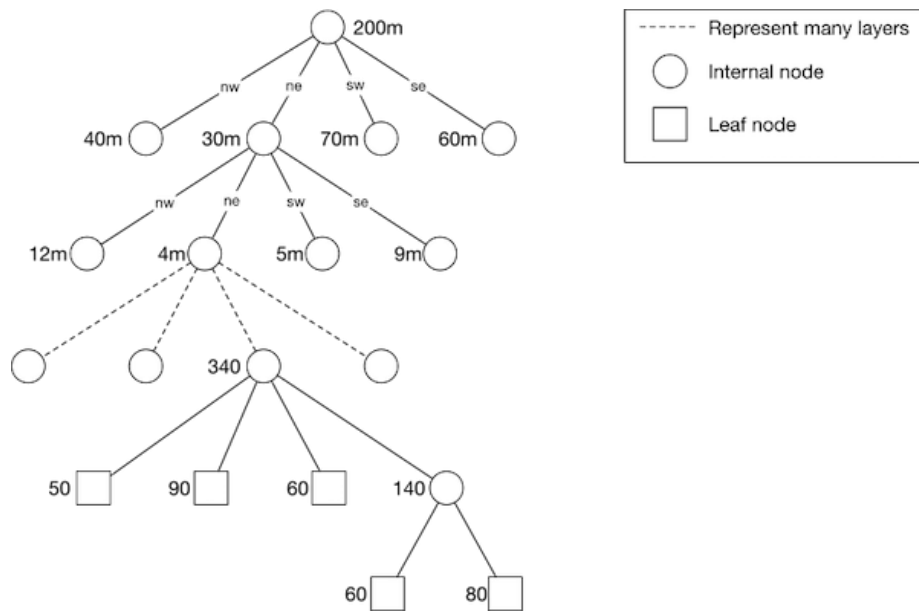 200m
Represent many layers
Internal node
Leaf node
nw
ne
sw
se
40m
30m
70m
60m
nw
ne
sw
se
12m
4m
5m
9m
340
50
90
60
140
60
80